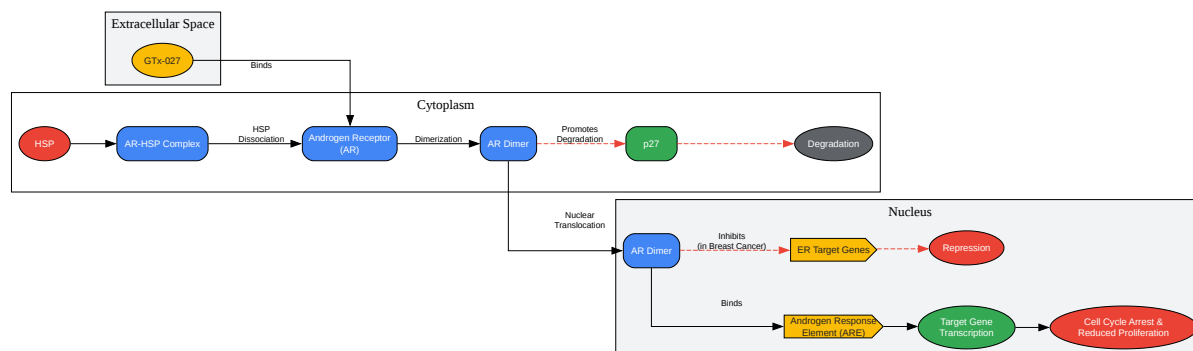 Extracellular Space
GTx-027
Binds
Cytoplasm
HSP
AR-HSP Complex
HSP
Dissociation
Androgen Receptor
(AR)
Dimerization
AR Dimer
Promotes
Degradation
p27
Degradation
Nuclear
Translocation
Nucleus
AR Dimer
Inhibits
(in Breast Cancer)
ER Target Genes
Repression
Binds
Androgen Response
Element (ARE)
Target Gene
Transcription
Cell Cycle Arrest &
Reduced Proliferation